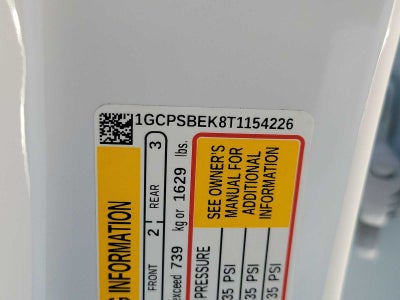 1GCPSBEK8T1154226
G INFORMATION
FRONT 2 REAR 3
exceed 739 kg or 1629 lbs.
SEE OWNER'S
MANUAL FOR
ADDITIONAL
INFORMATION
PRESSURE
35 PSI
35 PSI
35 PSI